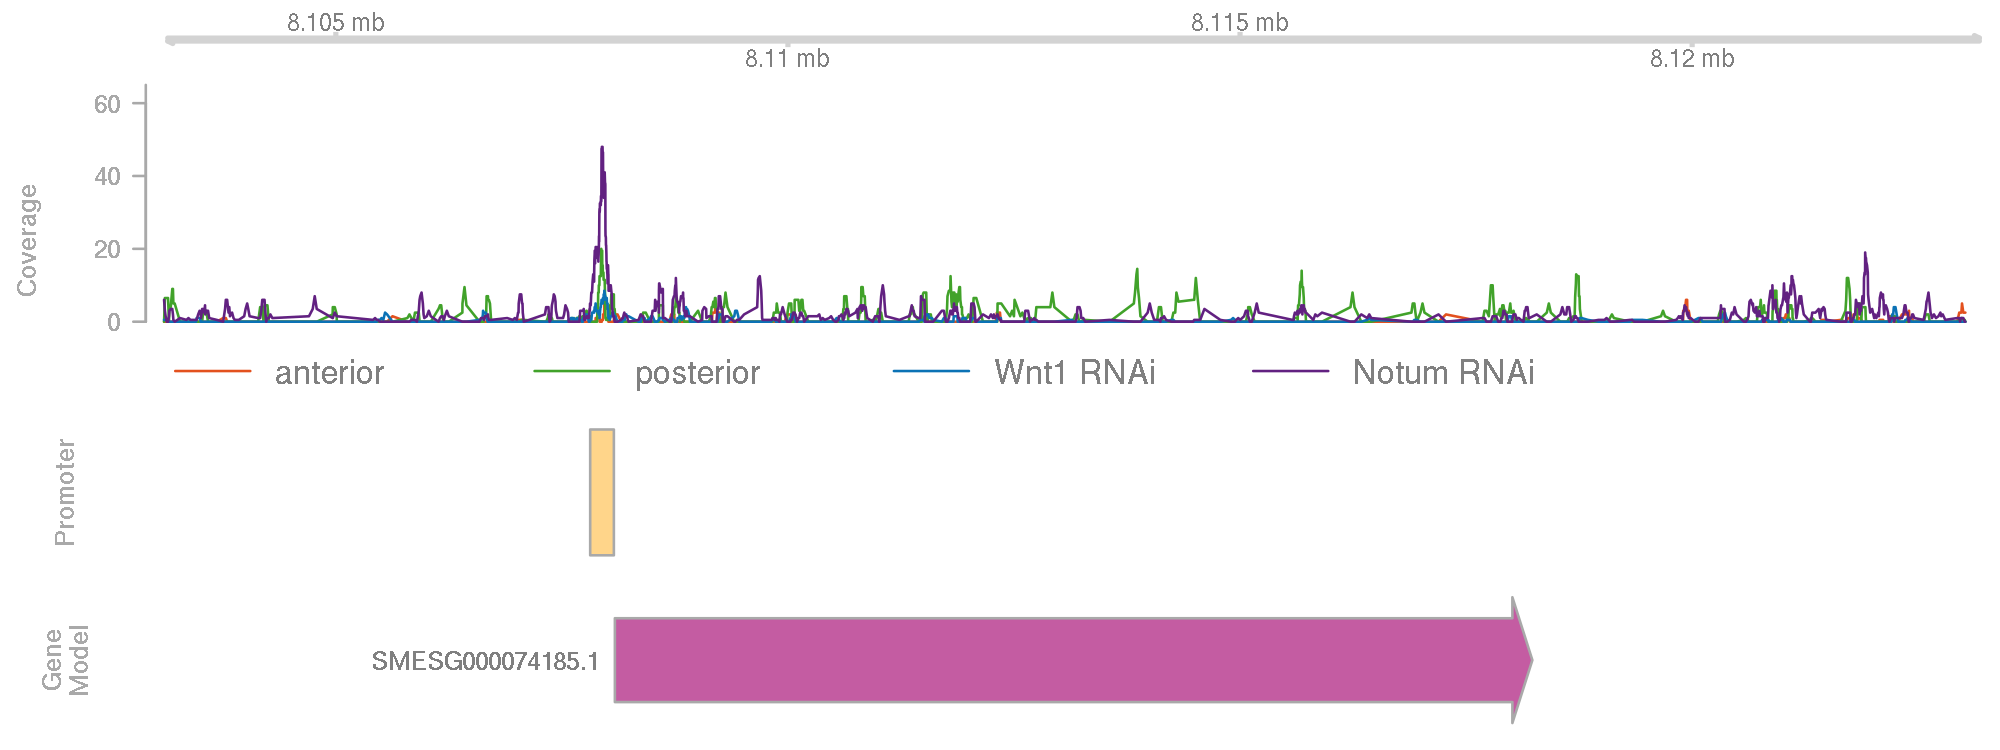 8.105 mb
8.115 mb
8.11 mb
8.12 mb
60
40
20
0
Coverage
anterior
posterior
Wnt1 RNAi
Notum RNAi
Promoter
Gene
Model
SMESG000074185.1